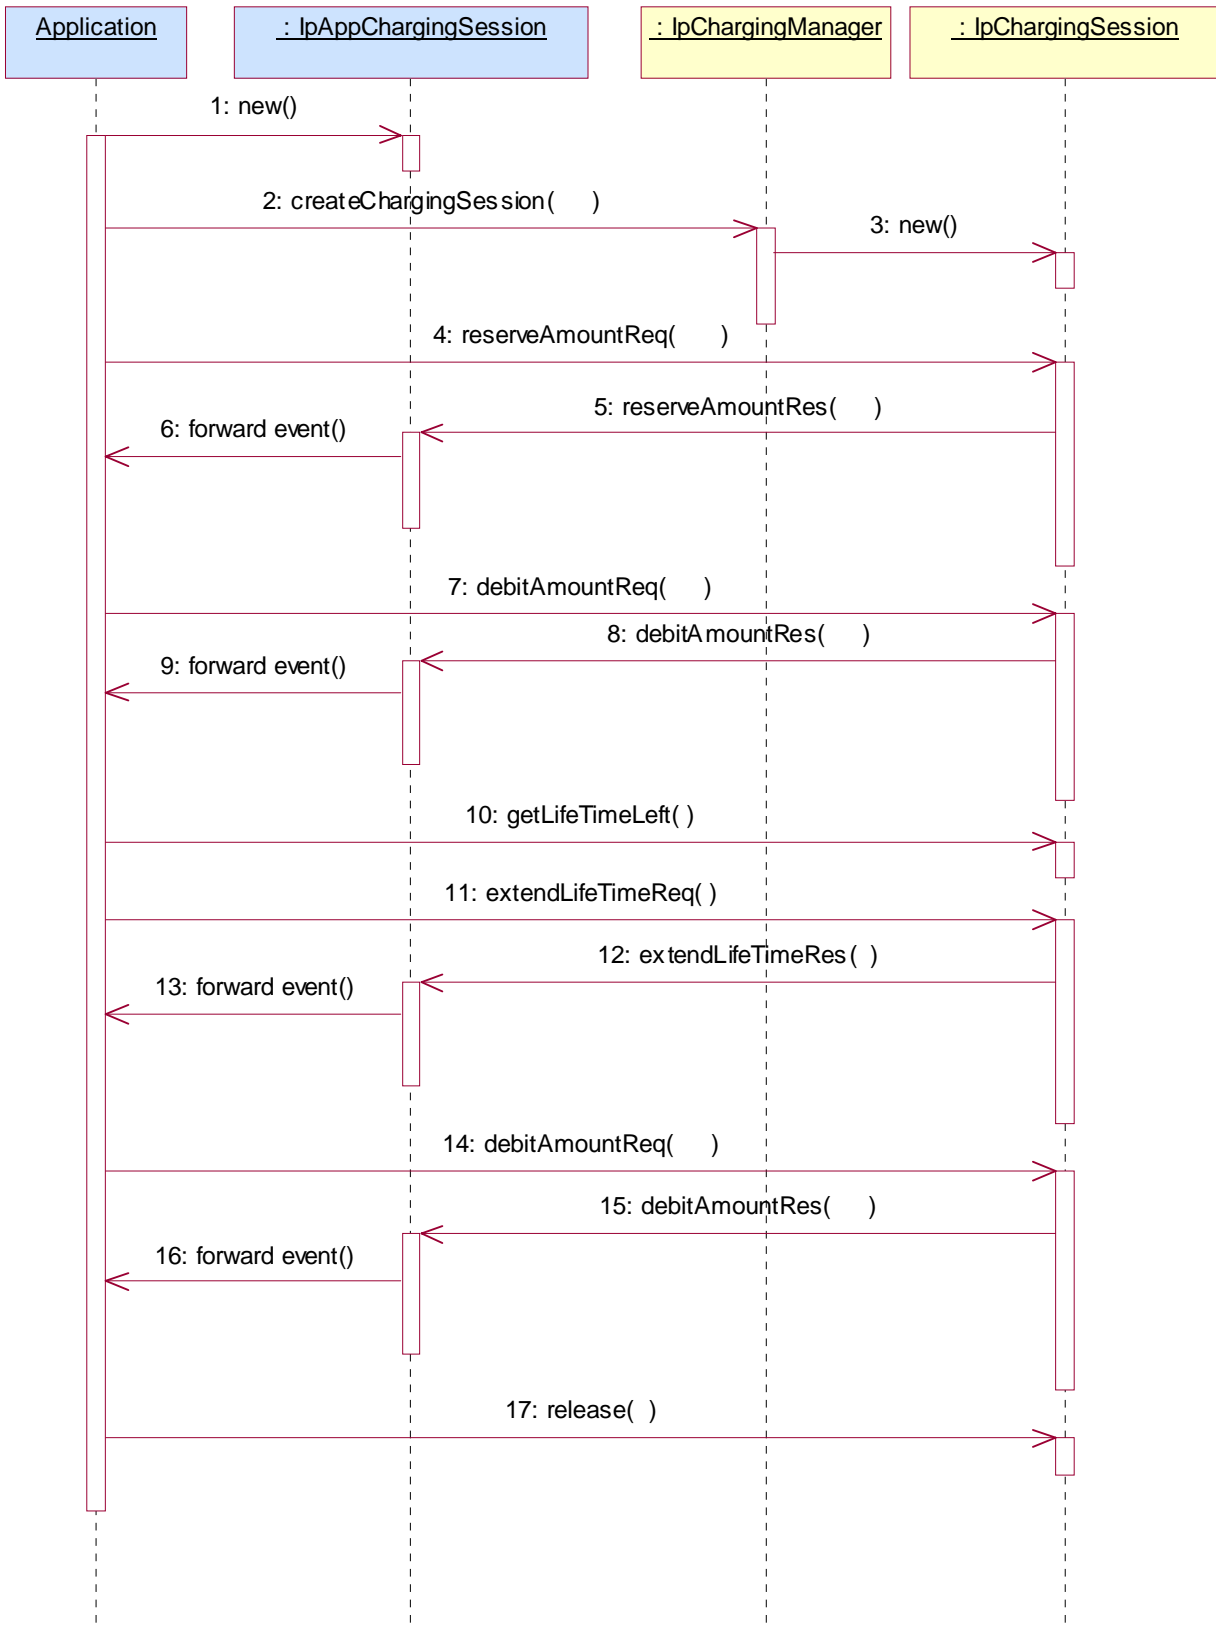 Application
: IpAppChargingSession
: IpChargingManager
: IpChargingSession
1: new()
2: createChargingSession( )
3: new()
4: reserveAmountReq( )
5: reserveAmountRes( )
6: forward event()
7: debitAmountReq( )
8: debitAmountRes( )
9: forward event()
10: getLifeTimeLeft( )
11: extendLifeTimeReq( )
12: extendLifeTimeRes( )
13: forward event()
14: debitAmountReq( )
15: debitAmountRes( )
16: forward event()
17: release( )